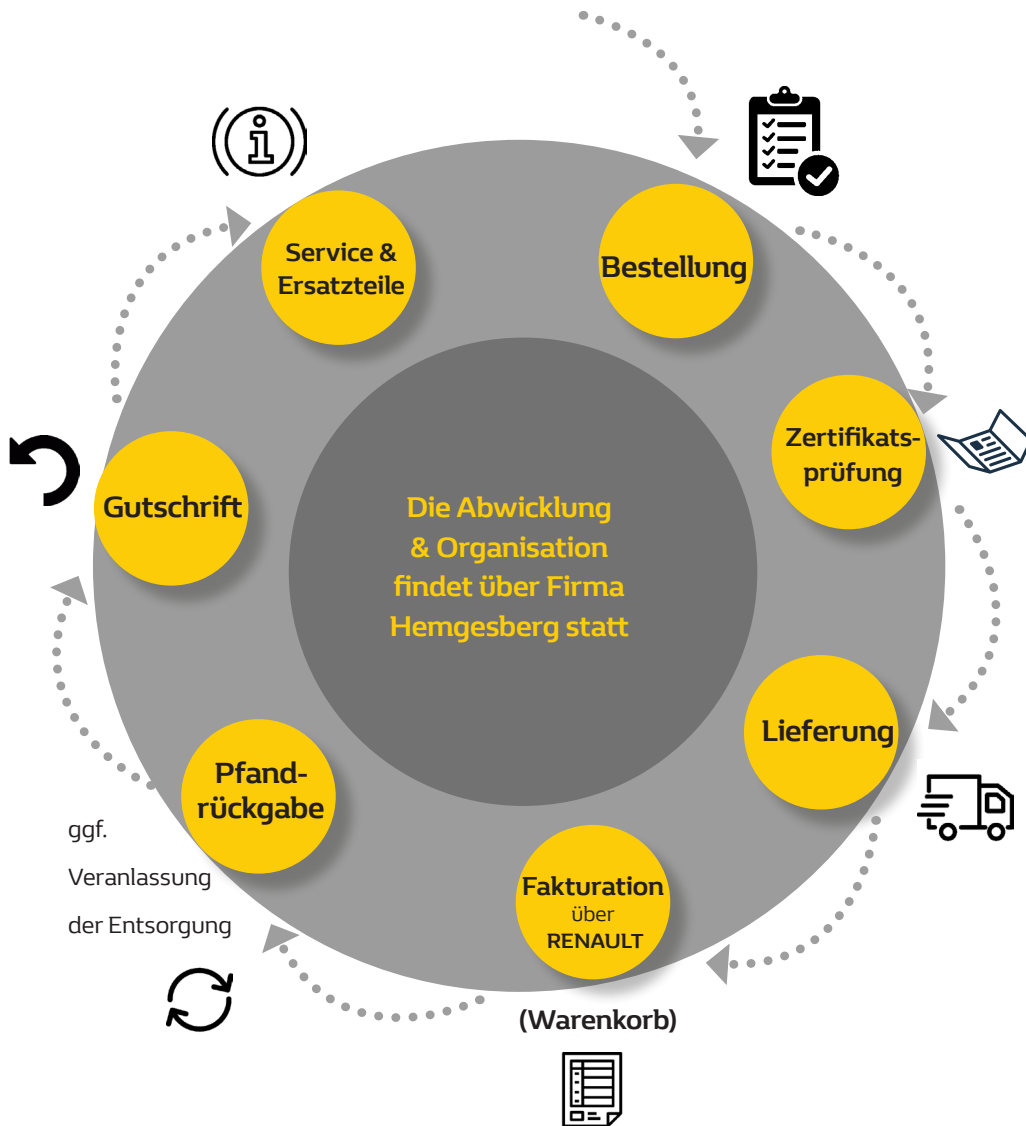 Bestellung
Zertifikats-
prüfung
Lieferung
Fakturation
über
RENAULT
(Warenkorb)
Pfand-
rückgabe
ggf.
Veranlassung
der Entsorgung
Gutschrift
Service &
Ersatzteile
Die Abwicklung
& Organisation
findet über Firma
Hemgesberg statt